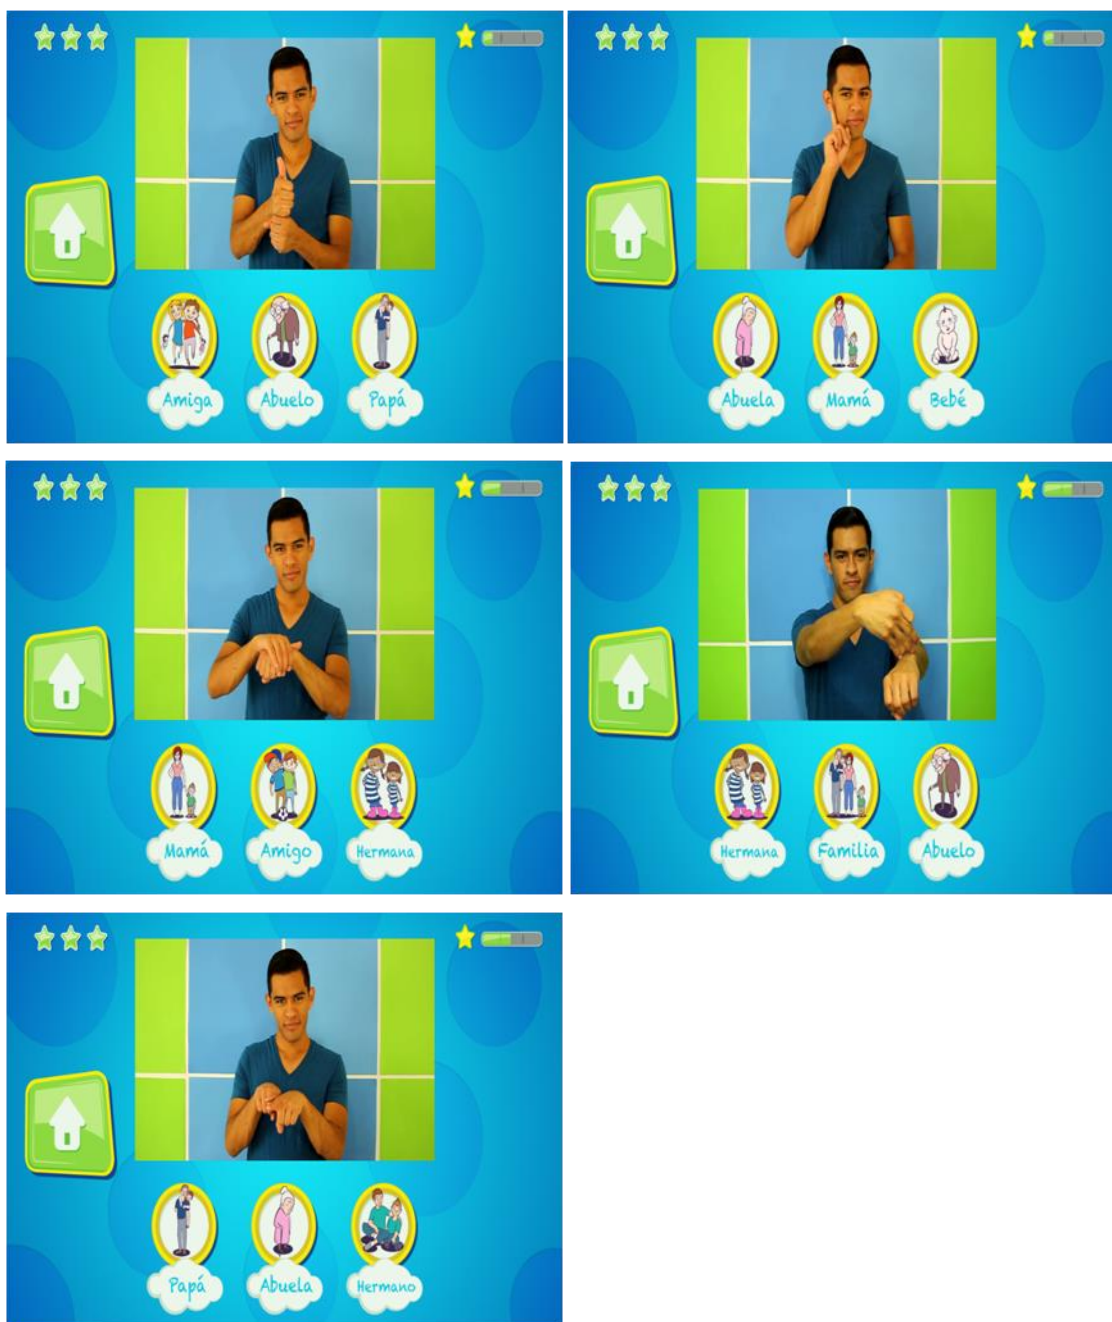 Amiga Abuelo Papá
Abuela Mamá Bebé
Mamá Amigo Hermana
Hermana Familia Abuelo
Papá Abuela Hermano